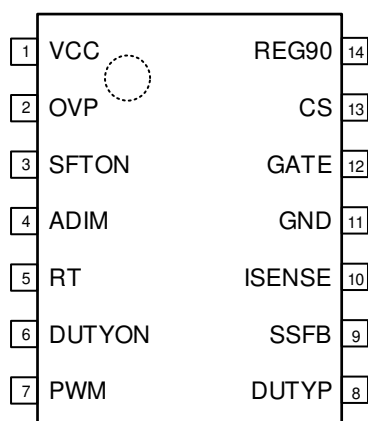 1 VCC REG90 14
2 OVP CS 13
3 SFTON GATE 12
4 ADIM GND 11
5 RT ISENSE 10
6 DUTYON SSFB 9
7 PWM DUTYP 8